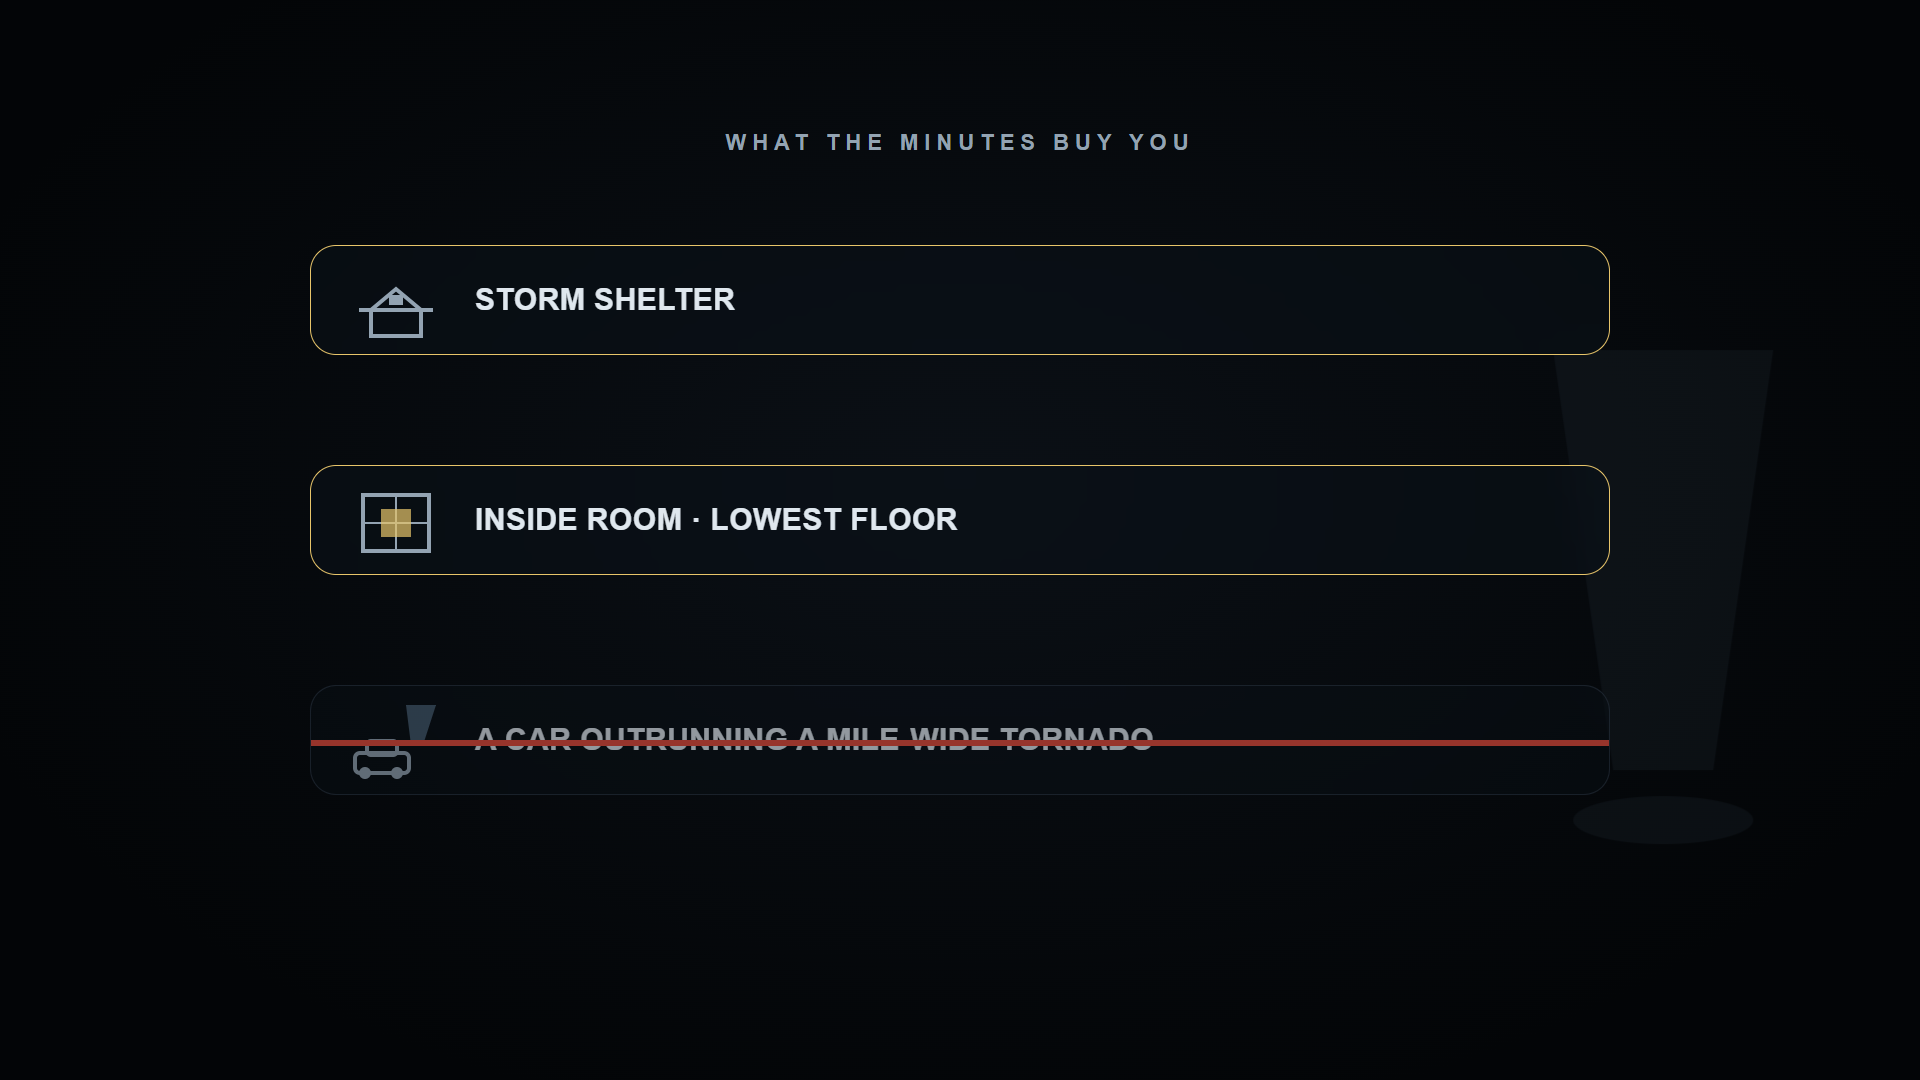 WHAT THE MINUTES BUY YOU
STORM SHELTER
INSIDE ROOM · LOWEST FLOOR
A CAR OUTRUNNING A MILE WIDE TORNADO